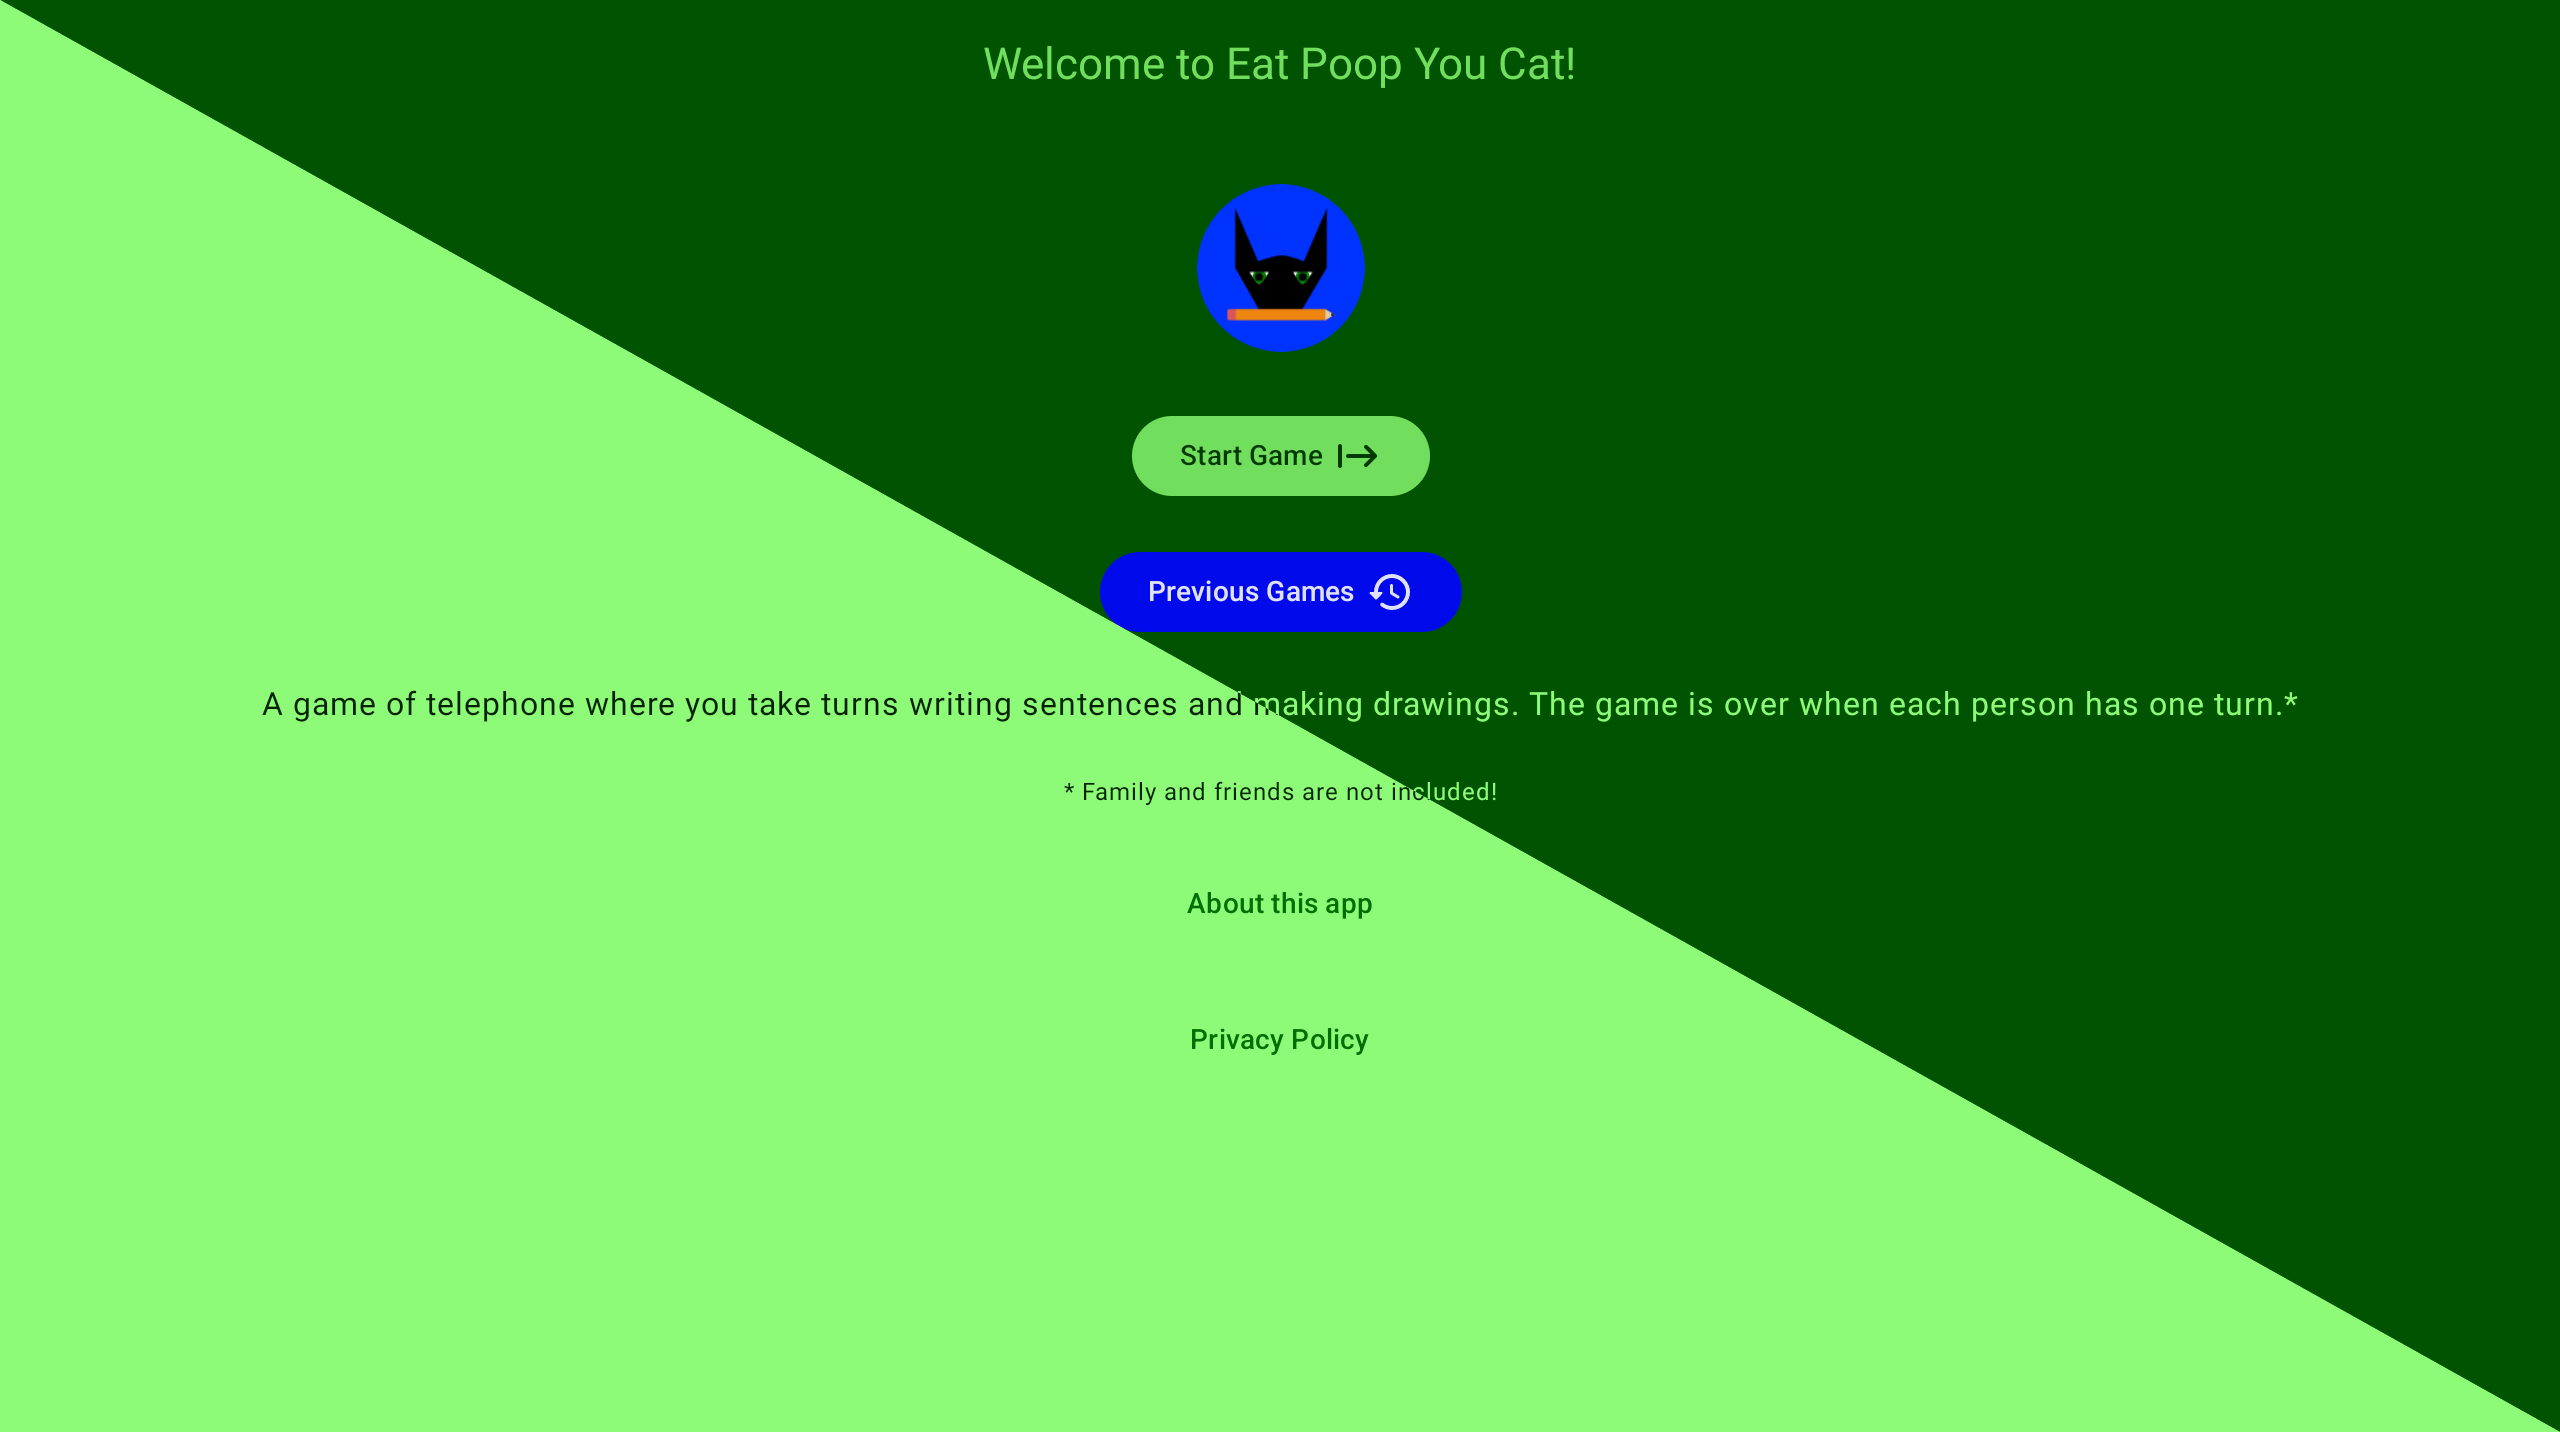 Welcome to Eat Poop You Cat!
Start Game
Previous Games
A game of telephone where you take turns writing sentences and making drawings. The game is over when each person has one turn.*
* Family and friends are not included!
About this app
Privacy Policy